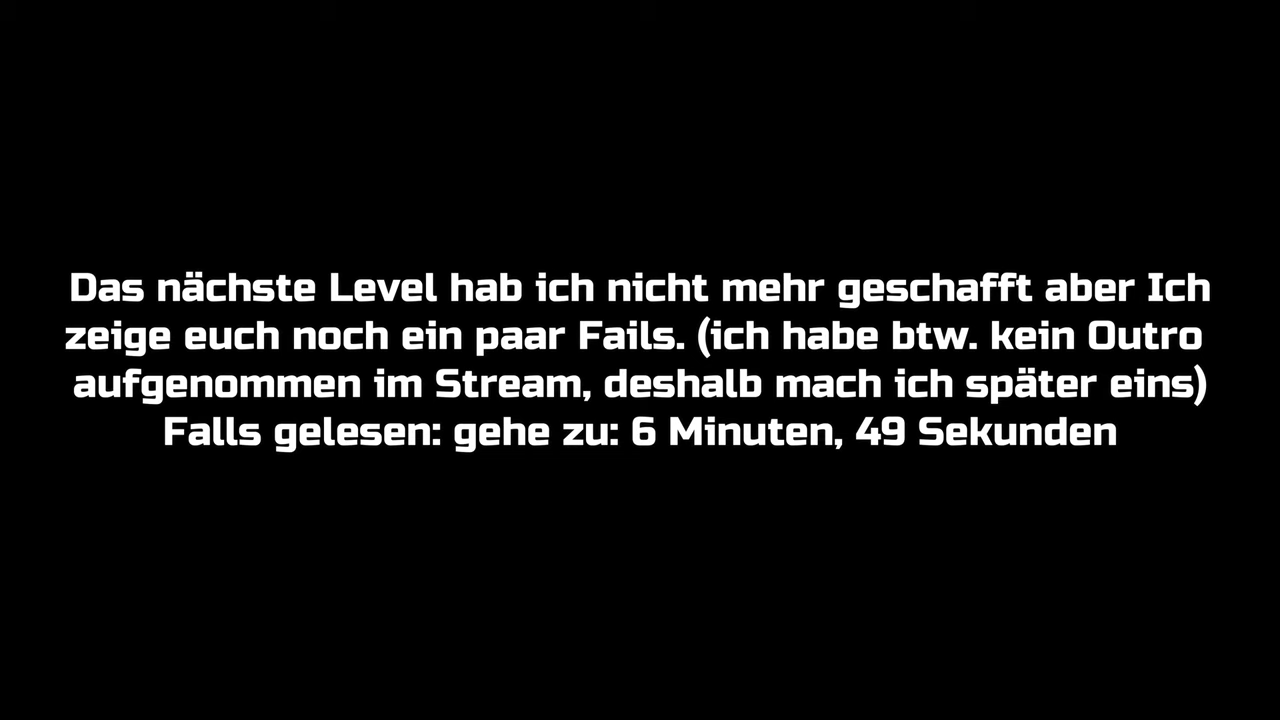 Das nächste Level hab ich nicht mehr geschafft aber Ich
zeige euch noch ein paar Fails. (ich habe btw. kein Outro
aufgenommen im Stream, deshalb mach ich später eins)
Falls gelesen: gehe zu: 6 Minuten, 49 Sekunden